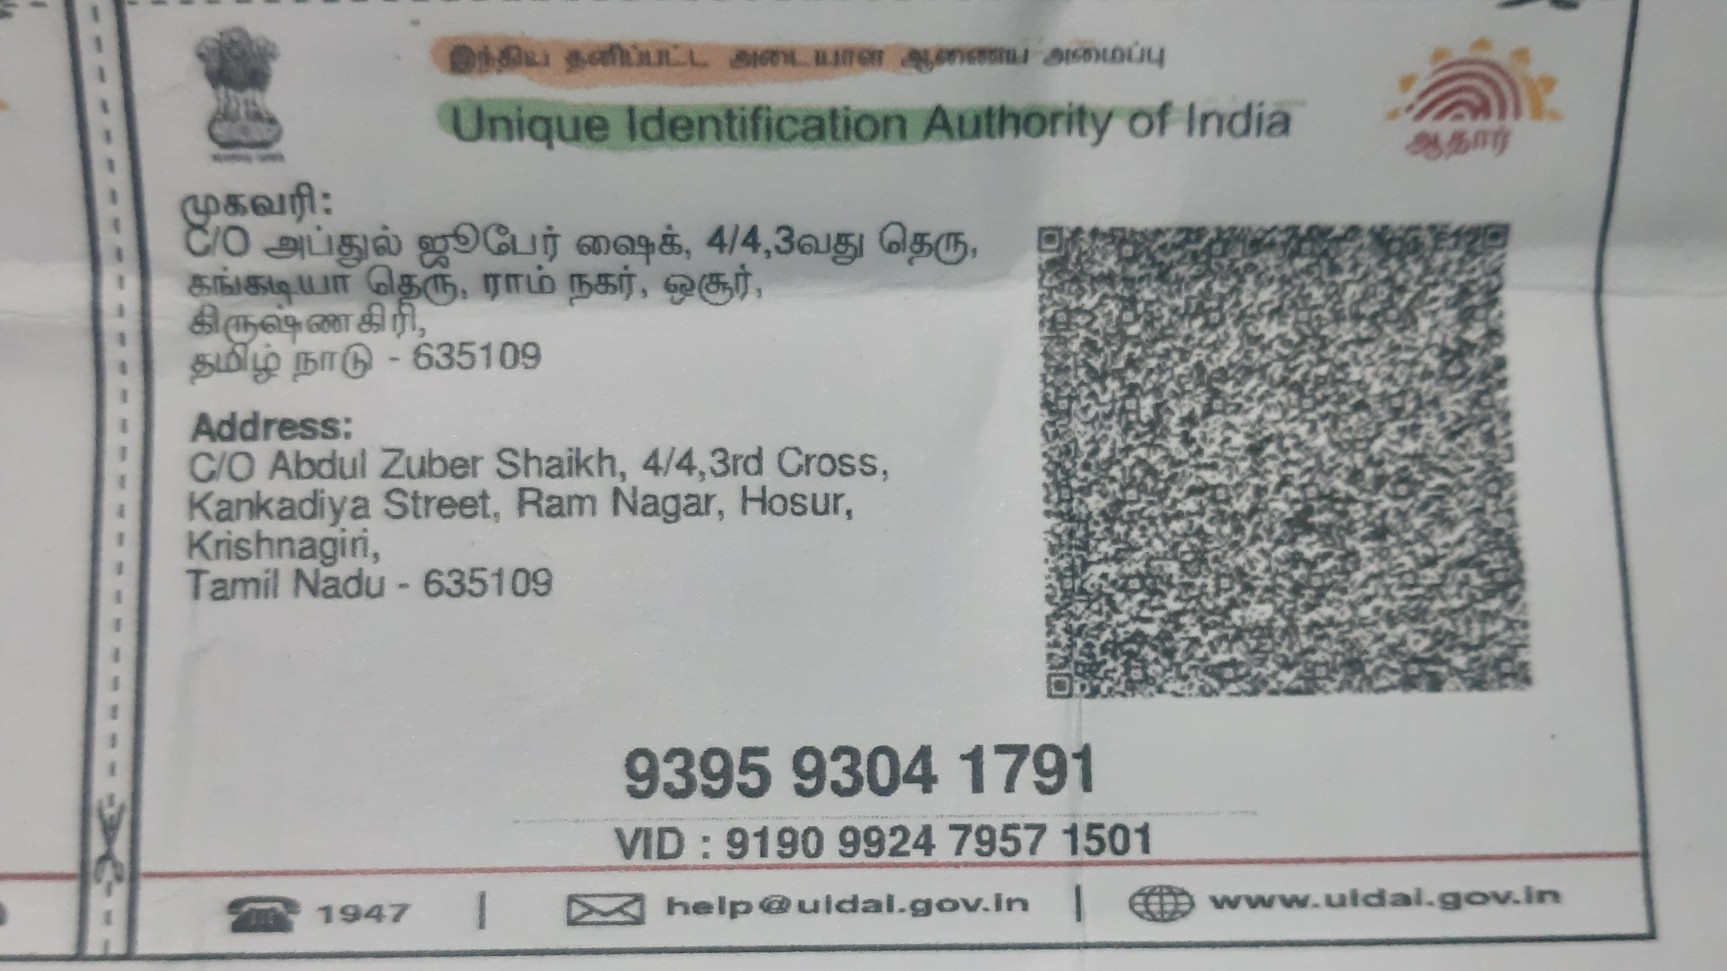 இந்திய தனிப்பட்ட அடையாள ஆணைய அமைப்பு
Unique Identification Authority of India
ஆதார்
முகவரி:
C/O அப்துல் ஜூபேர் ஷைக், 4/4,3வது தெரு,
கங்கடியா தெரு, ராம் நகர், ஒசூர்,
கிருஷ்ணகிரி,
தமிழ் நாடு - 635109
Address:
C/O Abdul Zuber Shaikh, 4/4,3rd Cross,
Kankadiya Street, Ram Nagar, Hosur,
Krishnagiri,
Tamil Nadu - 635109
9395 9304 1791
VID : 9190 9924 7957 1501
1947 | help@uidai.gov.in | www.uidai.gov.in